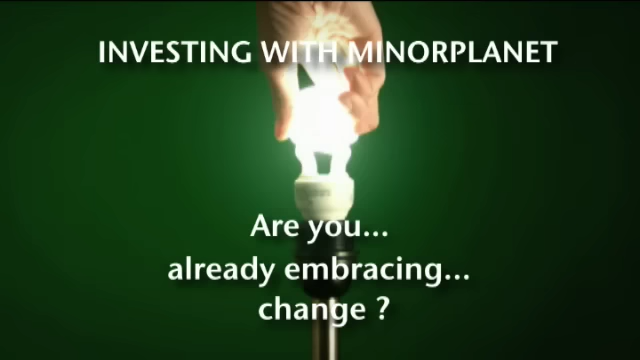 INVESTING WITH MINORPLANET
Are you...
already embracing...
change ?